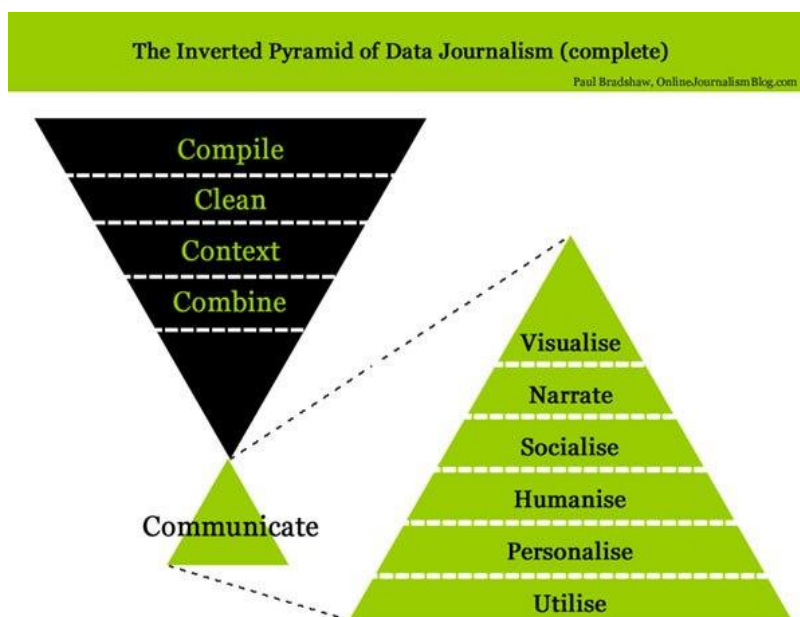 The Inverted Pyramid of Data Journalism (complete)
Paul Bradshaw, OnlineJournalismBlog.com
Compile
Clean
Context
Combine
Communicate
Visualise
Narrate
Socialise
Humanise
Personalise
Utilise